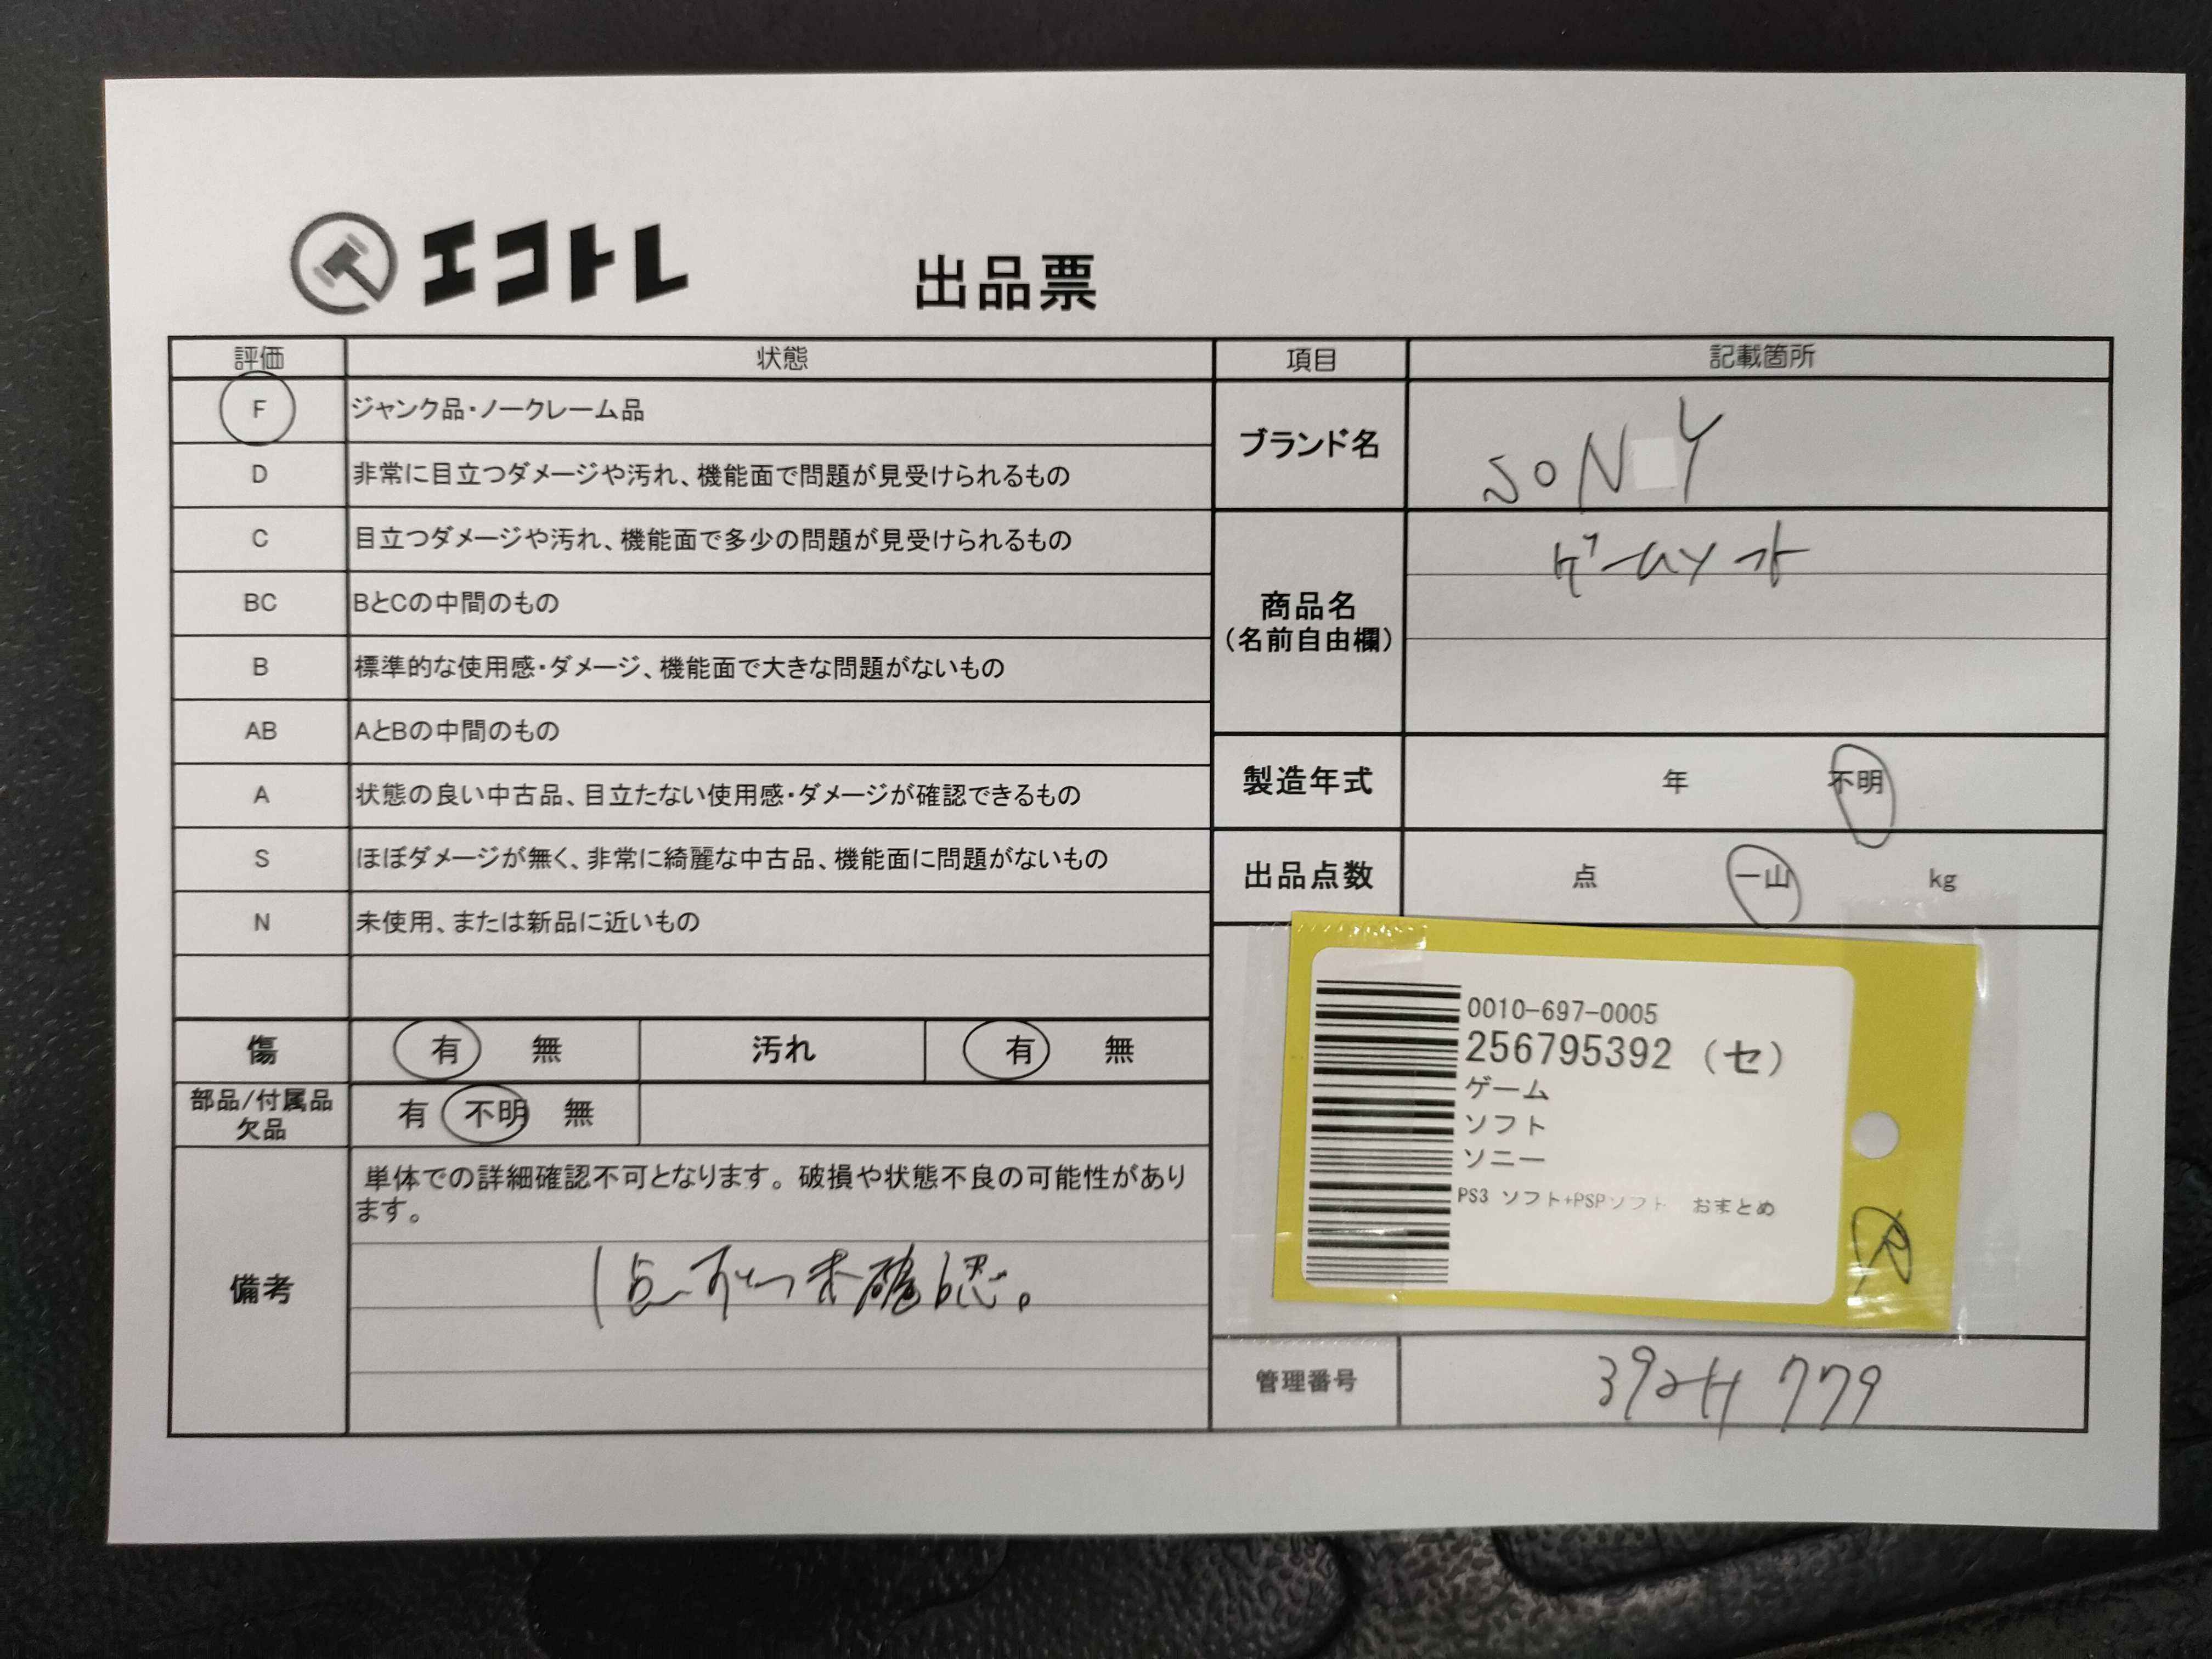 エコトレ
出品票
評価 状態
F ジャンク品・ノークレーム品
D 非常に目立つダメージや汚れ、機能面で問題が見受けられるもの
C 目立つダメージや汚れ、機能面で多少の問題が見受けられるもの
BC BとCの中間のもの
B 標準的な使用感・ダメージ、機能面で大きな問題がないもの
AB AとBの中間のもの
A 状態の良い中古品、目立たない使用感・ダメージが確認できるもの
S ほぼダメージが無く、非常に綺麗な中古品、機能面に問題がないもの
N 未使用、または新品に近いもの
傷 有 無 汚れ 有 無
部品/付属品
欠品
有 不明 無
備考
単体での詳細確認不可となります。破損や状態不良の可能性があり
ます。
未確認。
項目 記載箇所
ブランド名 SONY
商品名
(名前自由欄)
ゲームソフト
製造年式 年 不明
出品点数 点 一山 kg
0010-697-0005
256795392 (セ)
ゲーム
ソフト
ソニー
PS3 ソフト+PSPソフト おまとめ
管理番号 779